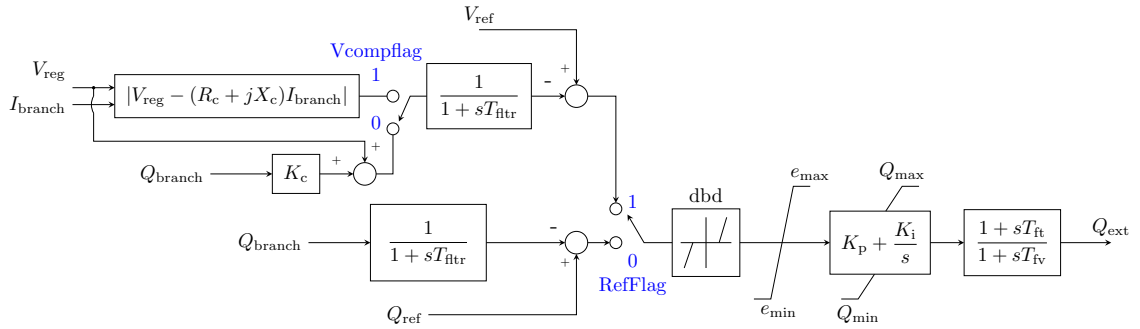 V_ref
Vcompflag
V_reg
I_branch
|V_reg − (R_c + jX_c)I_branch|
1
0
1
1 + sT_fltr
-
+
+
+
Q_branch
K_c
1
dbd
e_max
Q_max
Q_branch
1
1 + sT_fltr
-
+
0
RefFlag
K_p + K_i
s
1 + sT_ft
1 + sT_fv
Q_ext
Q_ref
e_min
Q_min